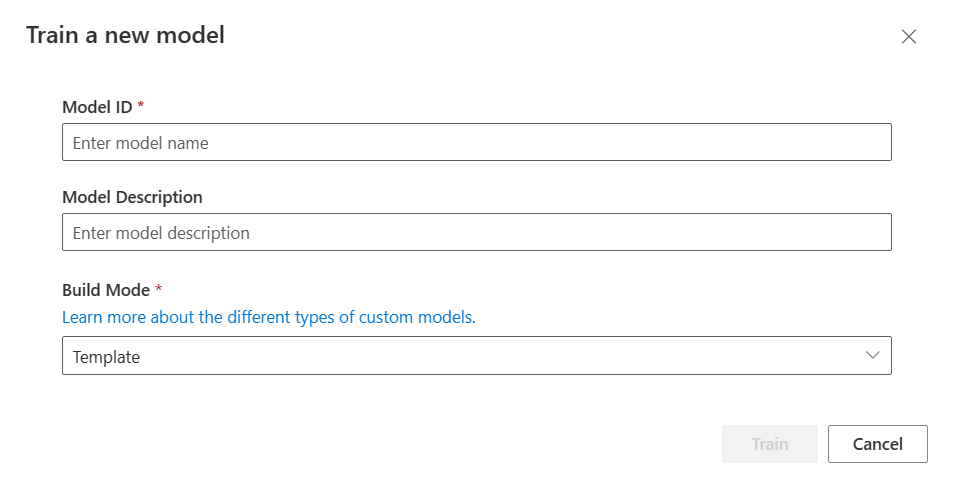 Train a new model
Model ID *
Enter model name
Model Description
Enter model description
Build Mode *
Learn more about the different types of custom models.
Template
Train
Cancel